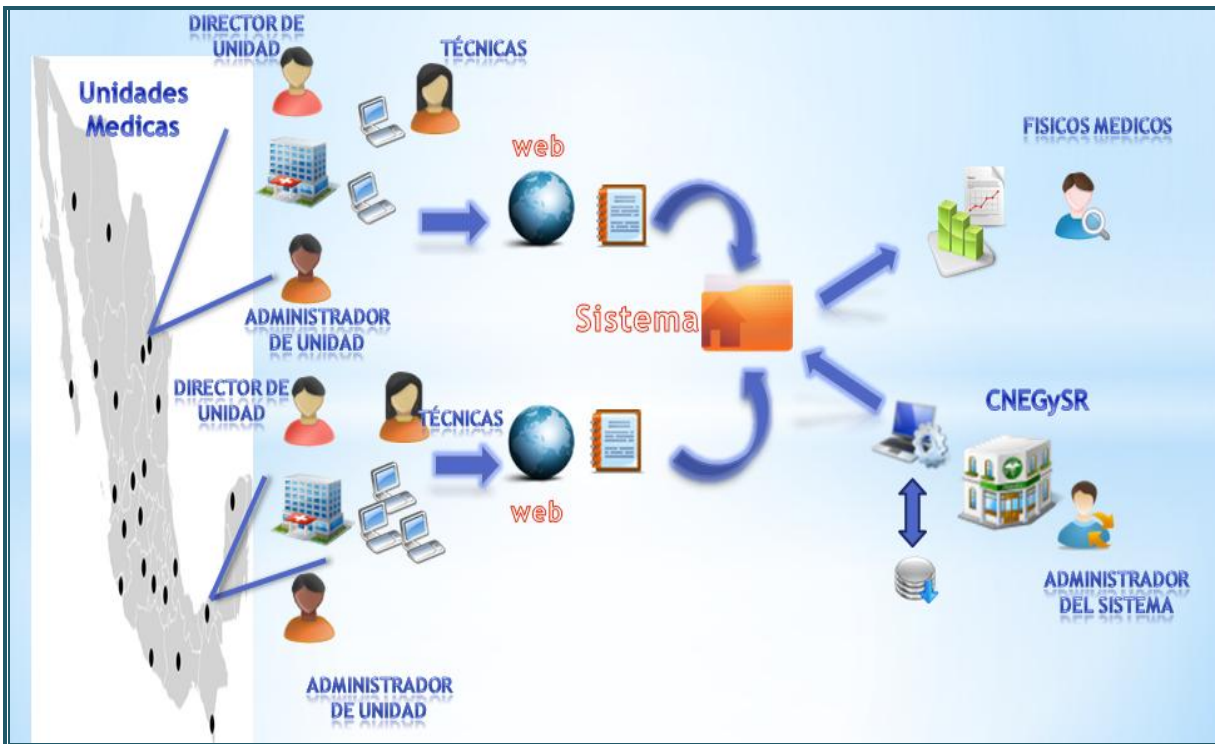 DIRECTOR DE
UNIDAD
TÉCNICAS
Unidades
Medicas
web
FISICOS MEDICOS
ADMINISTRADOR
DE UNIDAD
Sistema
DIRECTOR DE
UNIDAD
TÉCNICAS
web
CNEGySR
ADMINISTRADOR
DEL SISTEMA
ADMINISTRADOR
DE UNIDAD